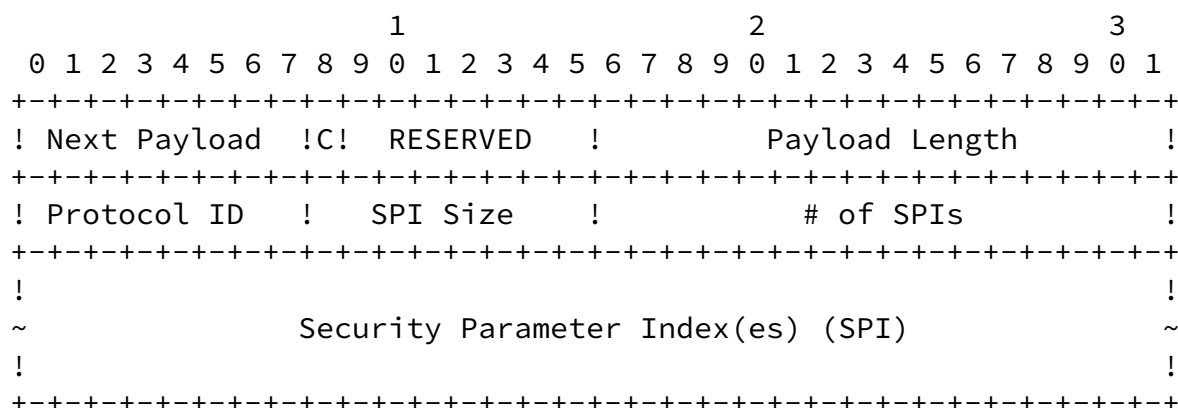 1                   2                   3
 0 1 2 3 4 5 6 7 8 9 0 1 2 3 4 5 6 7 8 9 0 1 2 3 4 5 6 7 8 9 0 1
+-+-+-+-+-+-+-+-+-+-+-+-+-+-+-+-+-+-+-+-+-+-+-+-+-+-+-+-+-+-+-+-+
! Next Payload  !C!  RESERVED   !         Payload Length        !
+-+-+-+-+-+-+-+-+-+-+-+-+-+-+-+-+-+-+-+-+-+-+-+-+-+-+-+-+-+-+-+-+
! Protocol ID   !   SPI Size    !           # of SPIs           !
+-+-+-+-+-+-+-+-+-+-+-+-+-+-+-+-+-+-+-+-+-+-+-+-+-+-+-+-+-+-+-+-+
!                                                               !
~               Security Parameter Index(es) (SPI)              ~
!                                                               !
+-+-+-+-+-+-+-+-+-+-+-+-+-+-+-+-+-+-+-+-+-+-+-+-+-+-+-+-+-+-+-+-+